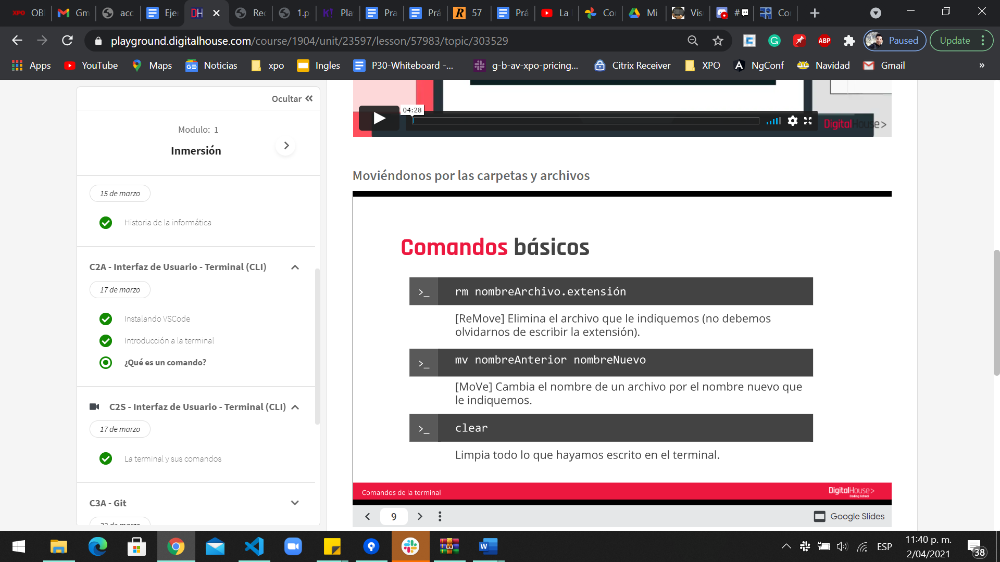 XPO OB
Gm
acc
Eje
DH
Rec
1.p
K! Pla
Pra
Prá
R 57
Prá
La
Co
Mi
Vis
#
Co
playground.digitalhouse.com/course/1904/unit/23597/lesson/57983/topic/303529
ABP
Paused
Update
Apps
YouTube
Maps
Noticias
xpo
Ingles
P30-Whiteboard -...
g-b-av-xpo-pricing...
Citrix Receiver
XPO
NgConf
Navidad
Gmail
»
Ocultar
Modulo: 1
Inmersión
15 de marzo
Historia de la informática
C2A - Interfaz de Usuario - Terminal (CLI)
17 de marzo
Instalando VSCode
Introducción a la terminal
¿Qué es un comando?
C2S - Interfaz de Usuario - Terminal (CLI)
17 de marzo
La terminal y sus comandos
C3A - Git
04:28
DigitalHouse>
Moviéndonos por las carpetas y archivos
Comandos básicos
>_ rm nombreArchivo.extensión
[ReMove] Elimina el archivo que le indiquemos (no debemos
olvidarnos de escribir la extensión).
>_ mv nombreAnterior nombreNuevo
[MoVe] Cambia el nombre de un archivo por el nombre nuevo que
le indiquemos.
>_ clear
Limpia todo lo que hayamos escrito en el terminal.
Comandos de la terminal
DigitalHouse>
Coding School
9
Google Slides
ESP
11:40 p. m.
2/04/2021
38